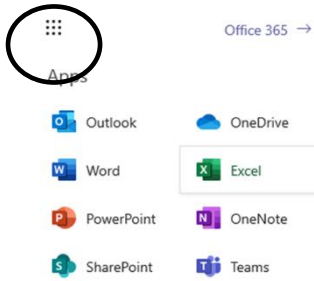 Office 365 →
Apps
Outlook OneDrive
Word Excel
PowerPoint OneNote
SharePoint Teams